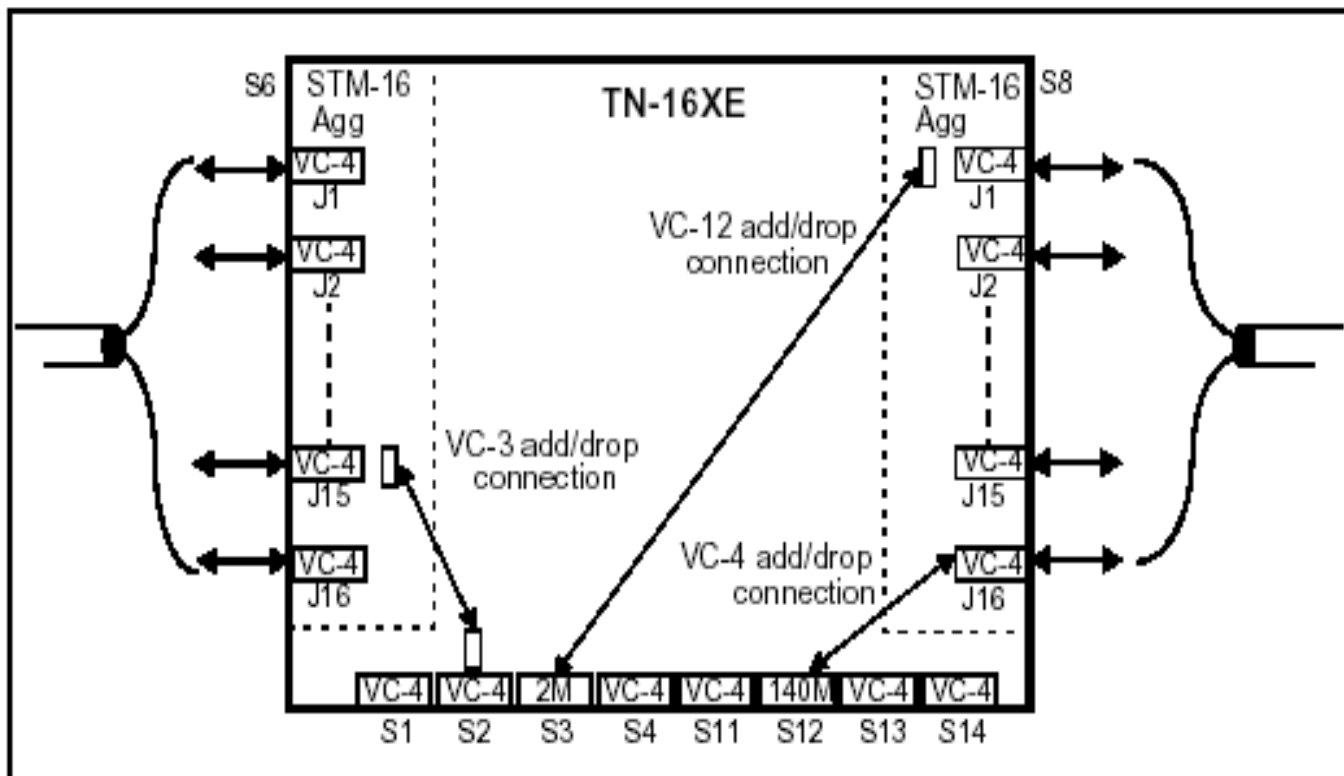 S6
STM-16
Agg
TN-16XE
STM-16
Agg
S8
VC-4
J1
VC-4
J1
VC-12 add/drop
connection
VC-4
J2
VC-4
J2
VC-3 add/drop
connection
VC-4
J15
VC-4
J15
VC-4 add/drop
connection
VC-4
J16
VC-4
J16
VC-4
VC-4
2M
VC-4
VC-4
140M
VC-4
VC-4
S1
S2
S3
S4
S11
S12
S13
S14